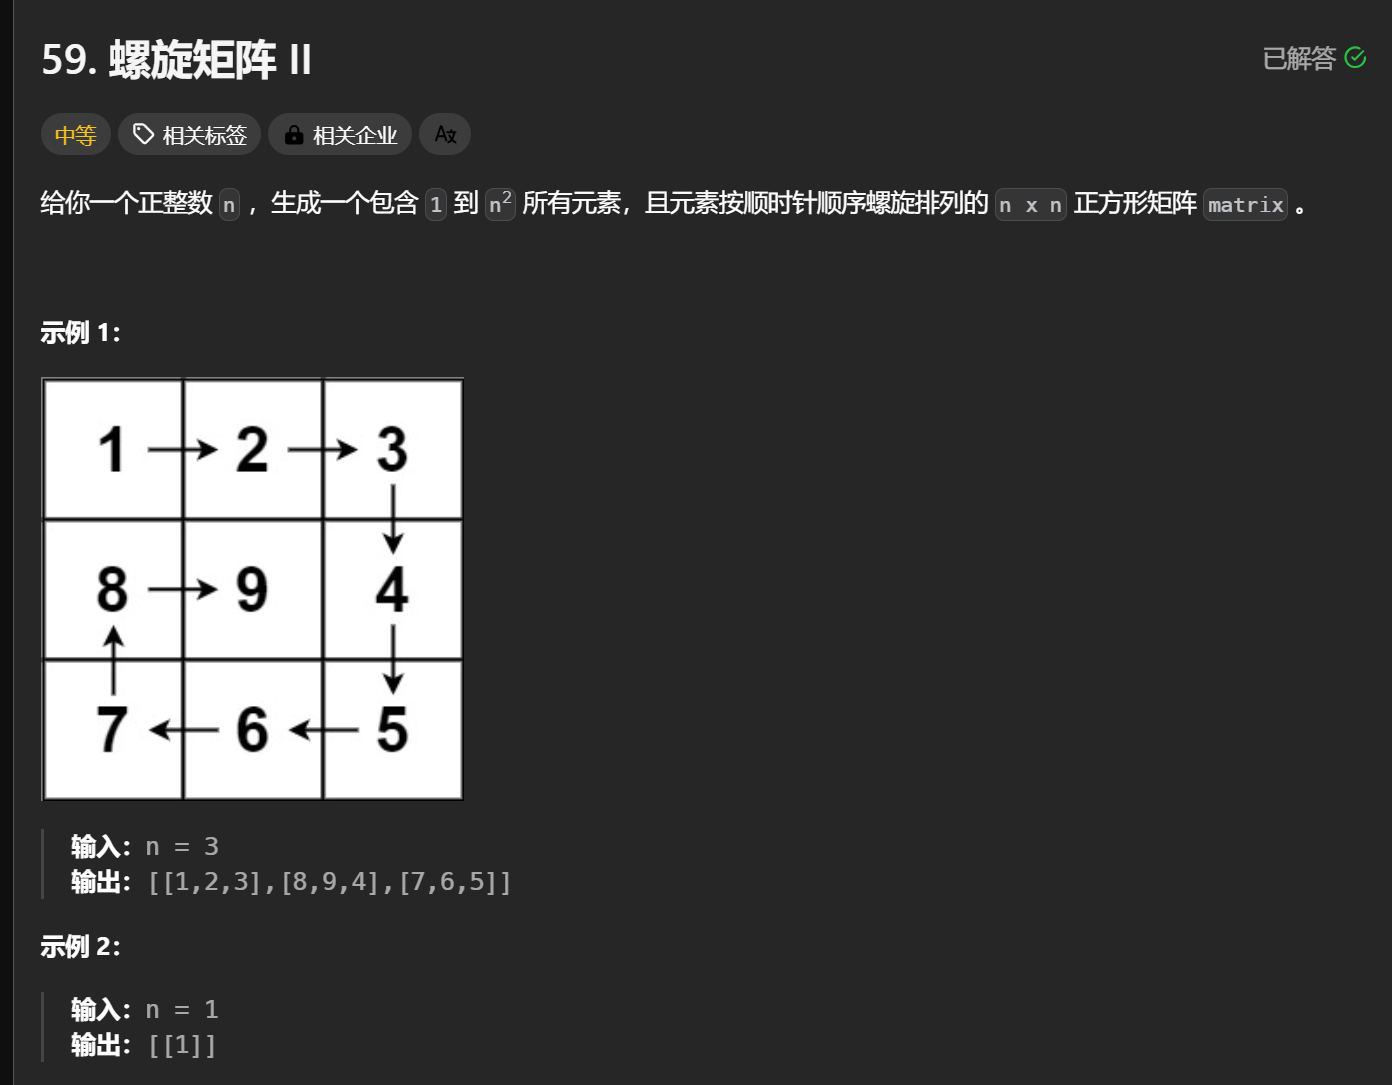 59. 螺旋矩阵 II
已解答
中等 相关标签 相关企业 A文
给你一个正整数 n ，生成一个包含 1 到 n² 所有元素，且元素按顺时针顺序螺旋排列的 n x n 正方形矩阵 matrix 。
示例 1：
1 2 3
8 9 4
7 6 5
输入：n = 3
输出：[[1,2,3],[8,9,4],[7,6,5]]
示例 2：
输入：n = 1
输出：[[1]]